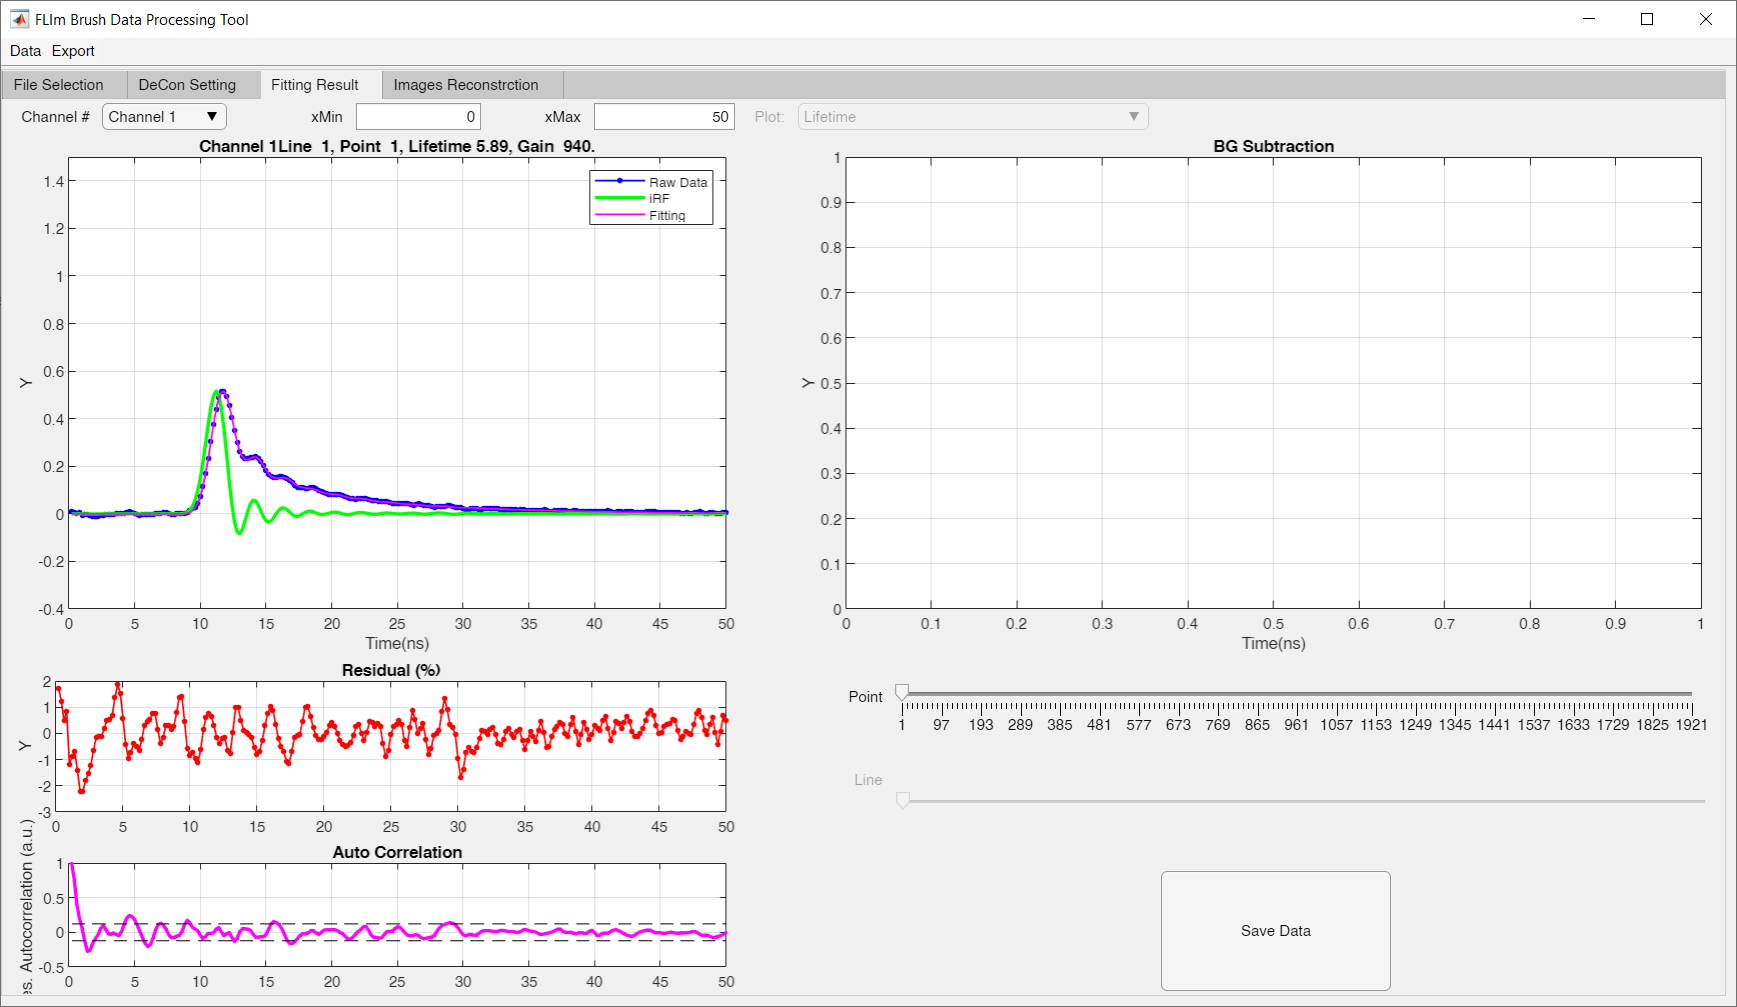 FLIm Brush Data Processing Tool
Data Export
File Selection DeCon Setting Fitting Result Images Reconstrction
Channel # Channel 1 xMin 0 xMax 50 Plot: Lifetime
Channel 1Line 1, Point 1, Lifetime 5.89, Gain 940.
1.4
1.2
1
0.8
0.6
0.4
0.2
0
-0.2
-0.4
Y
Raw Data
iRF
Fitting
0 5 10 15 20 25 30 35 40 45 50
Time(ns)
BG Subtraction
1
0.9
0.8
0.7
0.6
0.5
0.4
0.3
0.2
0.1
0
Y
0 0.1 0.2 0.3 0.4 0.5 0.6 0.7 0.8 0.9 1
Time(ns)
Residual (%)
2
1
0
-1
-2
-3
Y
0 5 10 15 20 25 30 35 40 45 50
Auto Correlation
1
0.5
0
-0.5
es. Autocorrelation (a.u.)
0 5 10 15 20 25 30 35 40 45 50
Point
1 97 193 289 385 481 577 673 769 865 961 1057 1153 1249 1345 1441 1537 1633 1729 1825 1921
Line
Save Data